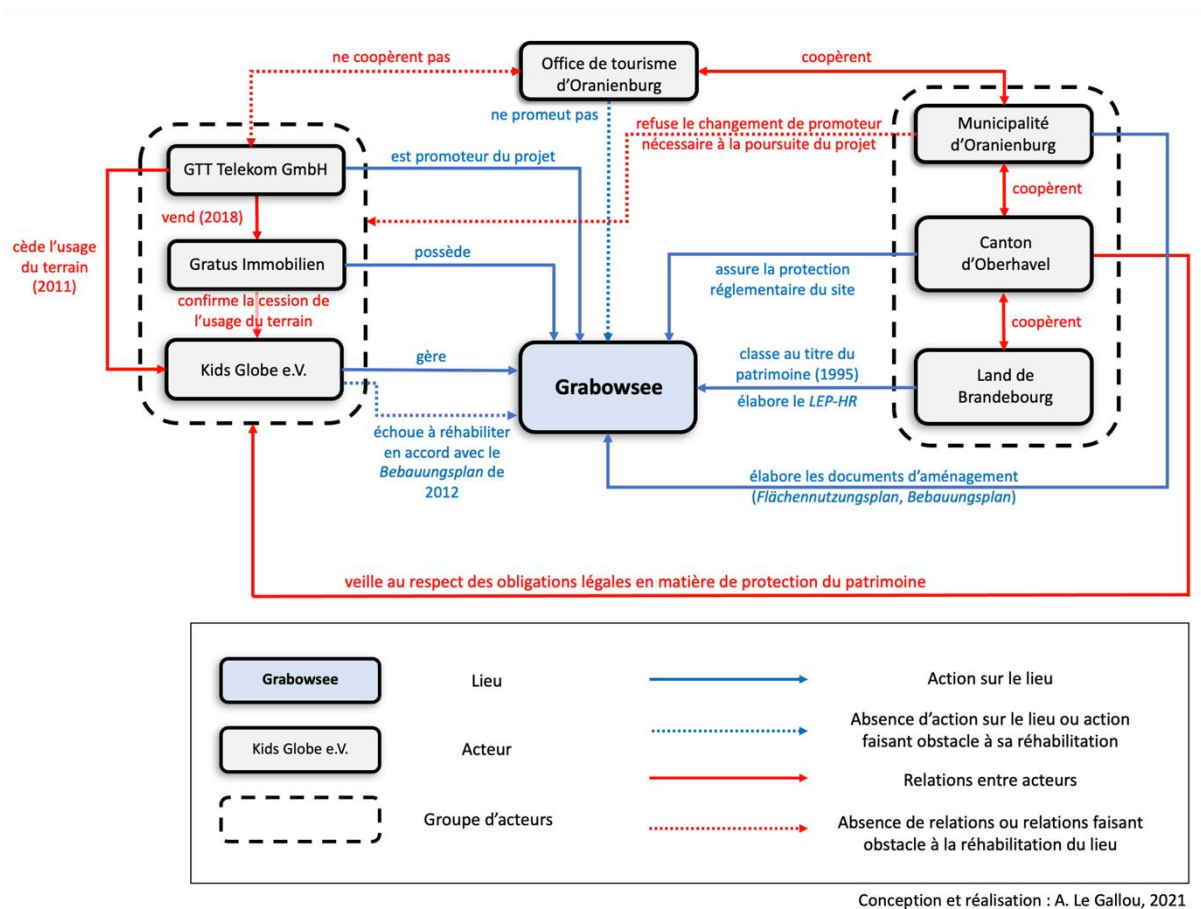 ne coopèrent pas
Office de tourisme
d’Oranienburg
coopèrent
ne promeut pas
refuse le changement de promoteur
nécessaire à la poursuite du projet
Municipalité
d’Oranienburg
GTT Telekom GmbH
est promoteur du projet
coopèrent
vend (2018)
cède l’usage
du terrain
(2011)
Gratus Immobilien
possède
Canton
d’Oberhavel
assure la protection
réglementaire du site
confirme la cession de
l’usage du terrain
coopèrent
Kids Globe e.V.
gère
Grabowsee
classe au titre du
patrimoine (1995)
élabore le LEP-HR
Land de
Brandebourg
échoue à réhabiliter
en accord avec le
Bebauungsplan de
2012
élabore les documents d’aménagement
(Flächennutzungsplan, Bebauungsplan)
veille au respect des obligations légales en matière de protection du patrimoine
Grabowsee
Lieu
Action sur le lieu
Kids Globe e.V.
Acteur
Absence d’action sur le lieu ou action
faisant obstacle à sa réhabilitation
Relations entre acteurs
Groupe d’acteurs
Absence de relations ou relations faisant
obstacle à la réhabilitation du lieu
Conception et réalisation : A. Le Gallou, 2021